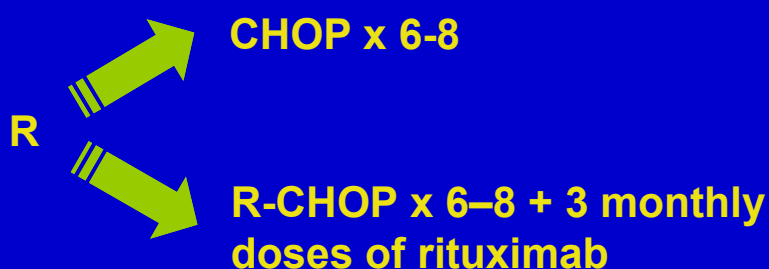 CHOP x 6-8
R
R-CHOP x 6–8 + 3 monthly
doses of rituximab